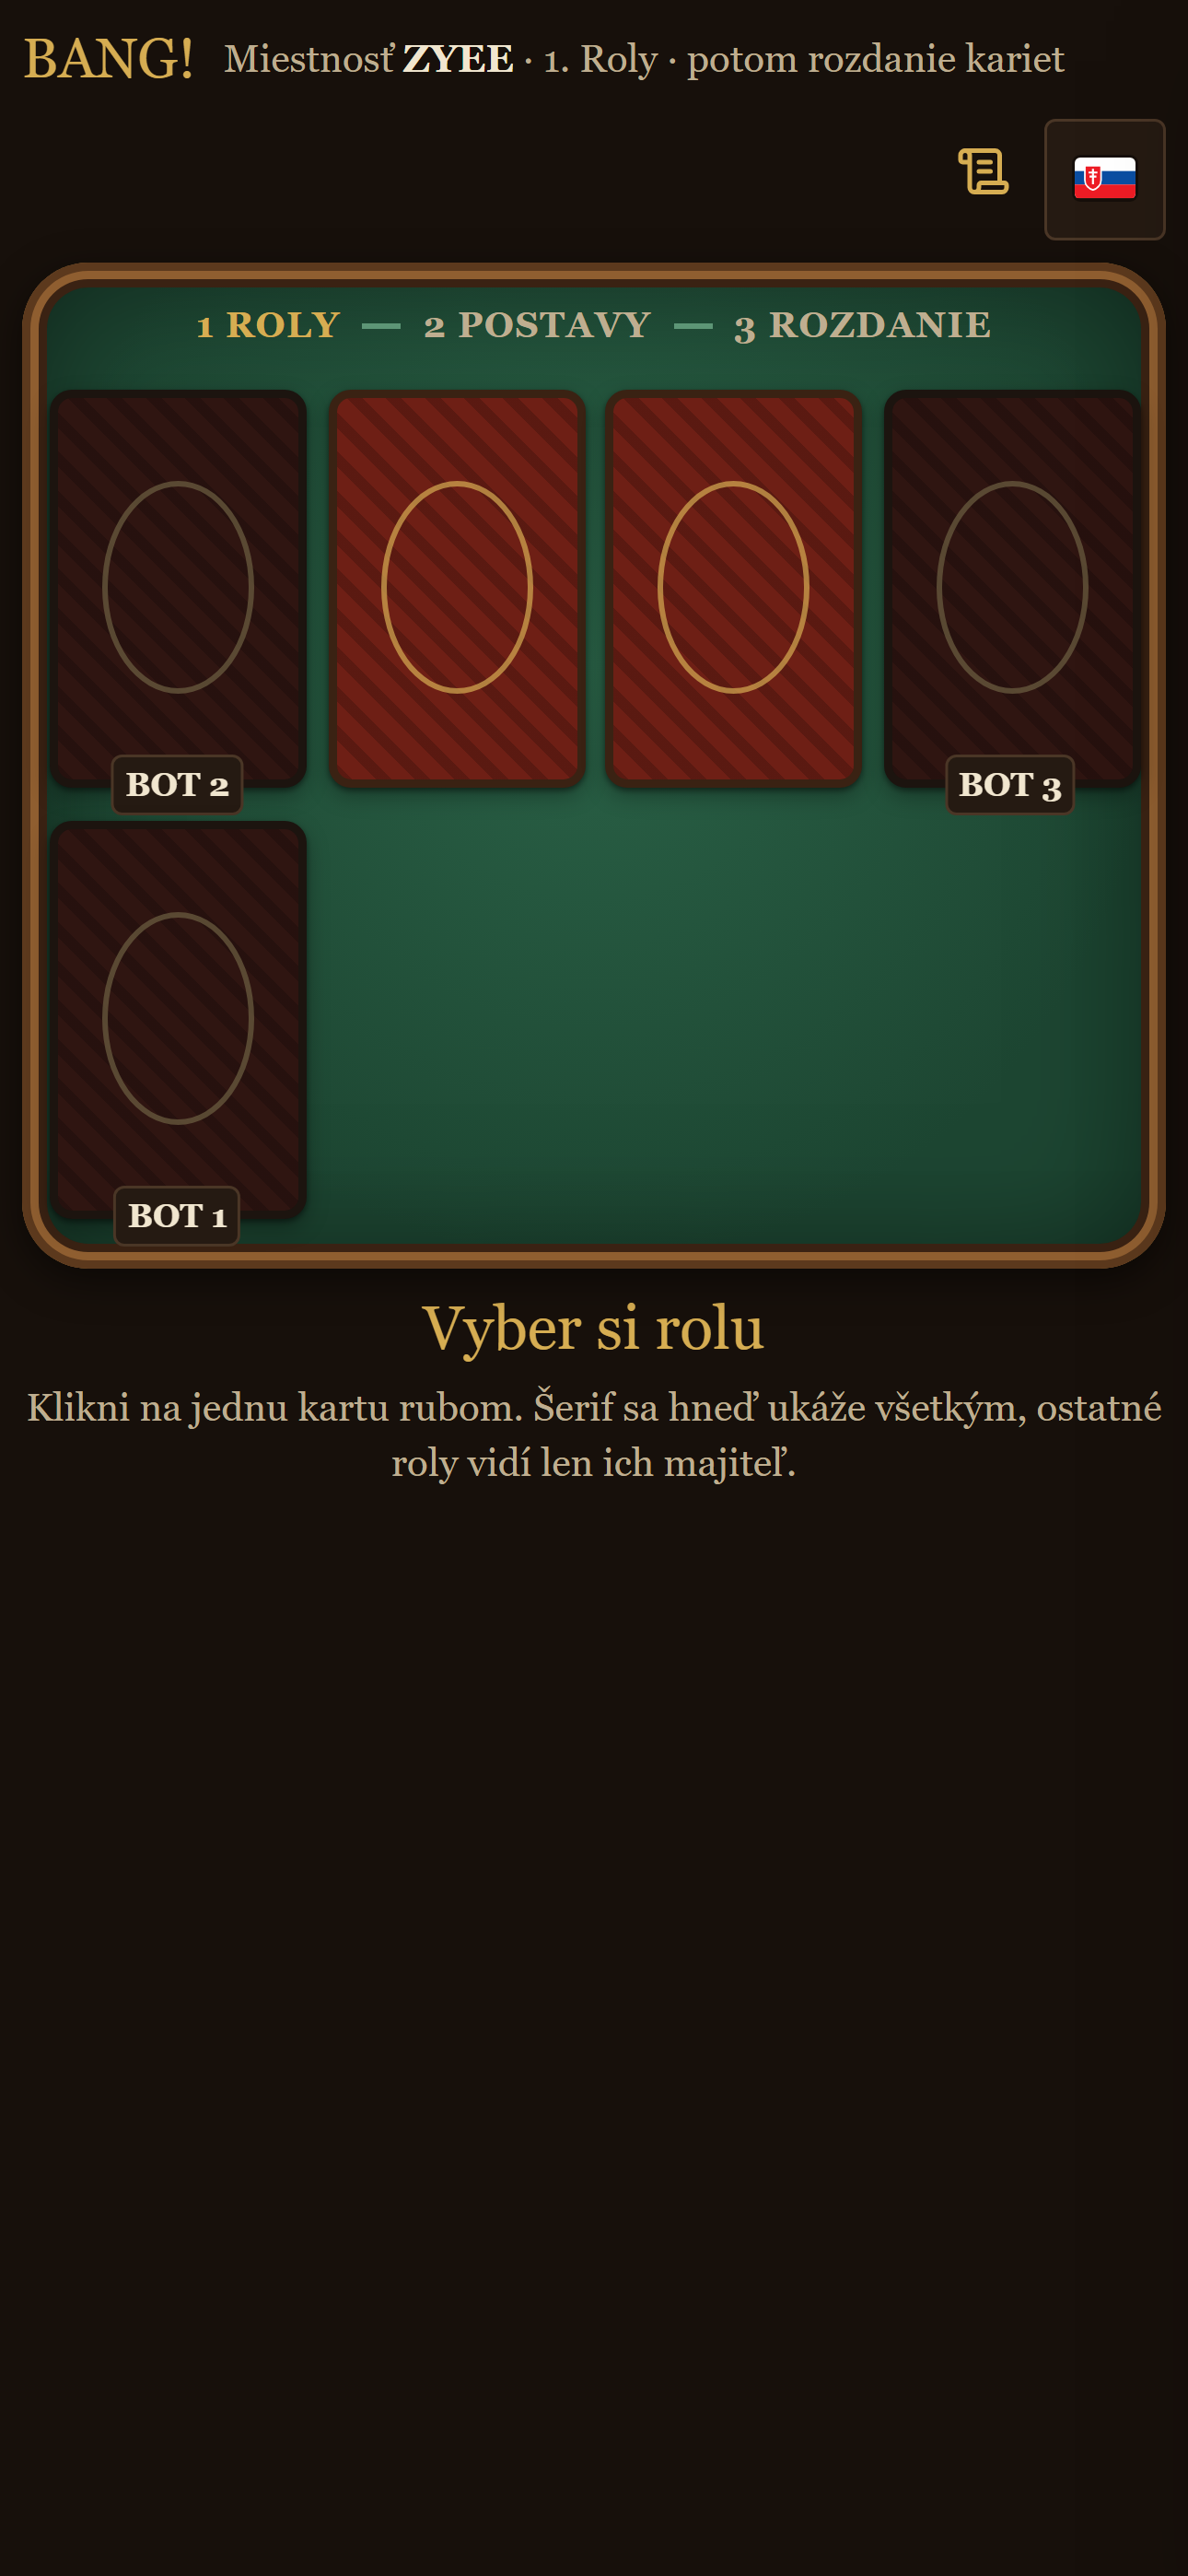 BANG! Miestnosť ZYEE · 1. Roly · potom rozdanie kariet
1 ROLY — 2 POSTAVY — 3 ROZDANIE
BOT 2
BOT 3
BOT 1
Vyber si rolu
Klikni na jednu kartu rubom. Šerif sa hneď ukáže všetkým, ostatné
roly vidí len ich majiteľ.